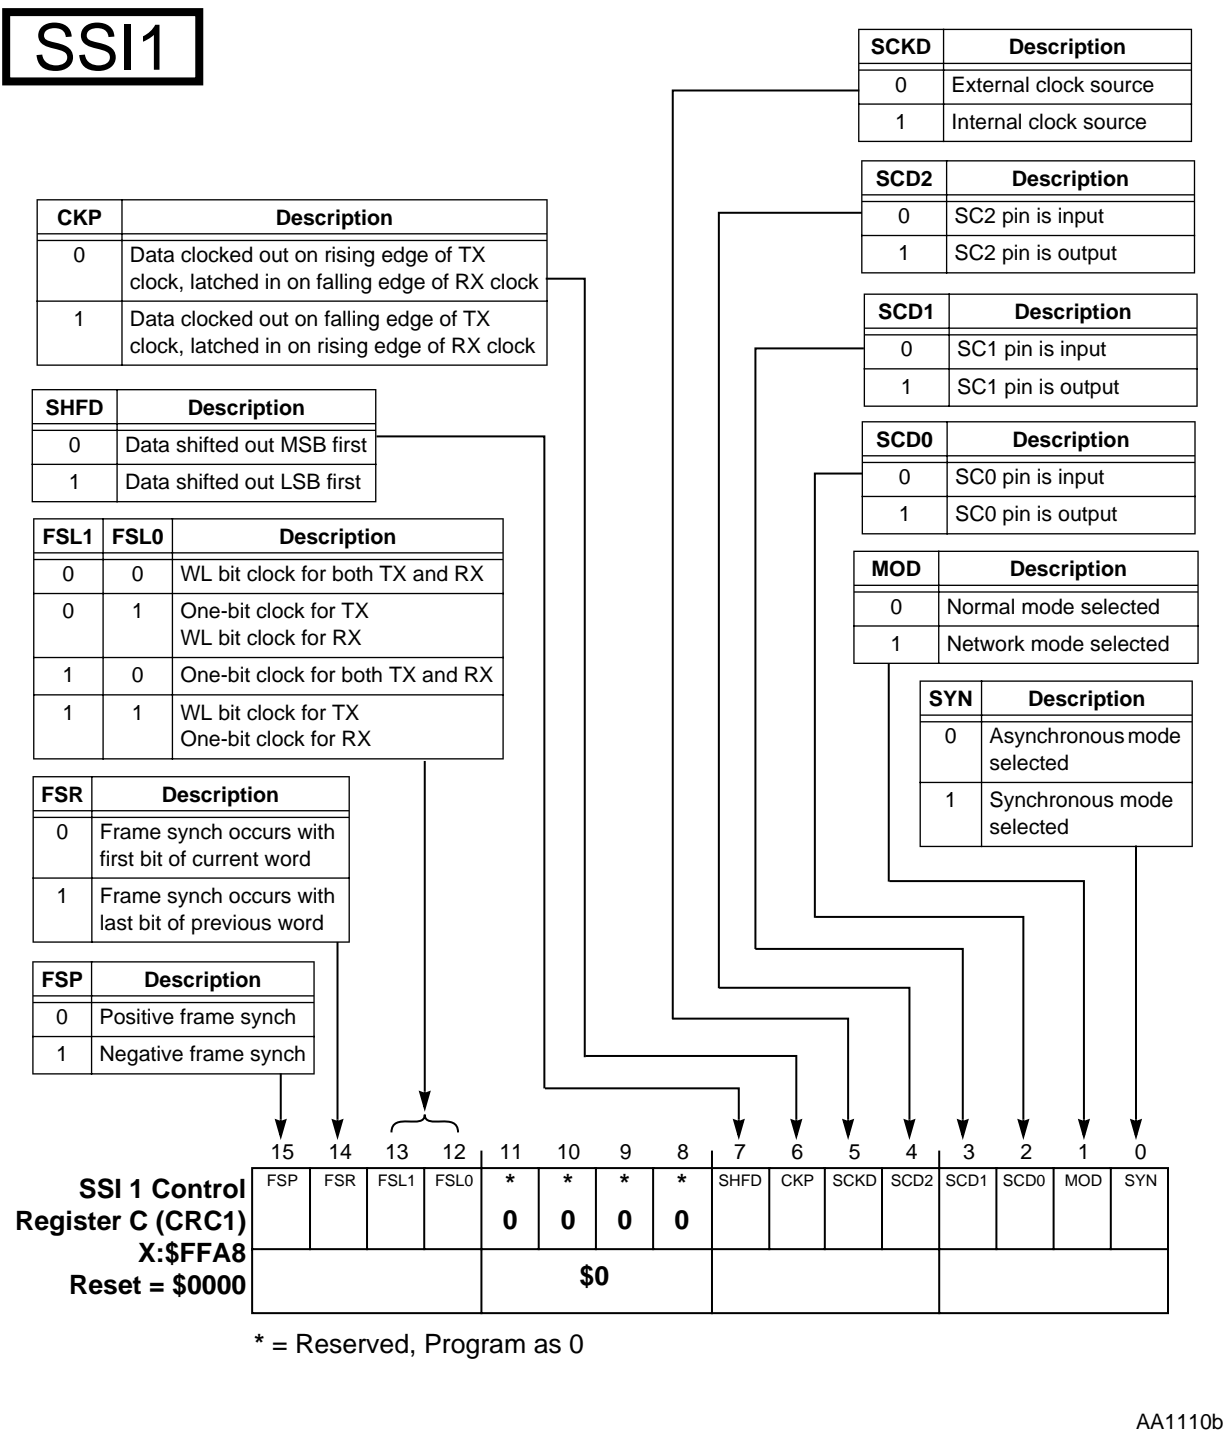 SSI1
SCKD Description
0 External clock source
1 Internal clock source
SCD2 Description
0 SC2 pin is input
1 SC2 pin is output
CKP Description
0 Data clocked out on rising edge of TX
clock, latched in on falling edge of RX clock
1 Data clocked out on falling edge of TX
clock, latched in on rising edge of RX clock
SCD1 Description
0 SC1 pin is input
1 SC1 pin is output
SHFD Description
0 Data shifted out MSB first
1 Data shifted out LSB first
SCD0 Description
0 SC0 pin is input
1 SC0 pin is output
FSL1 FSL0 Description
0 0 WL bit clock for both TX and RX
0 1 One-bit clock for TX
WL bit clock for RX
1 0 One-bit clock for both TX and RX
1 1 WL bit clock for TX
One-bit clock for RX
MOD Description
0 Normal mode selected
1 Network mode selected
SYN Description
0 Asynchronous mode
selected
1 Synchronous mode
selected
FSR Description
0 Frame synch occurs with
first bit of current word
1 Frame synch occurs with
last bit of previous word
FSP Description
0 Positive frame synch
1 Negative frame synch
15 14 13 12 11 10 9 8 7 6 5 4 3 2 1 0
FSP FSR FSL1 FSL0 * * * * SHFD CKP SCKD SCD2 SCD1 SCD0 MOD SYN
0 0 0 0
$0
SSI 1 Control
Register C (CRC1)
X:$FFA8
Reset = $0000
* = Reserved, Program as 0
AA1110b